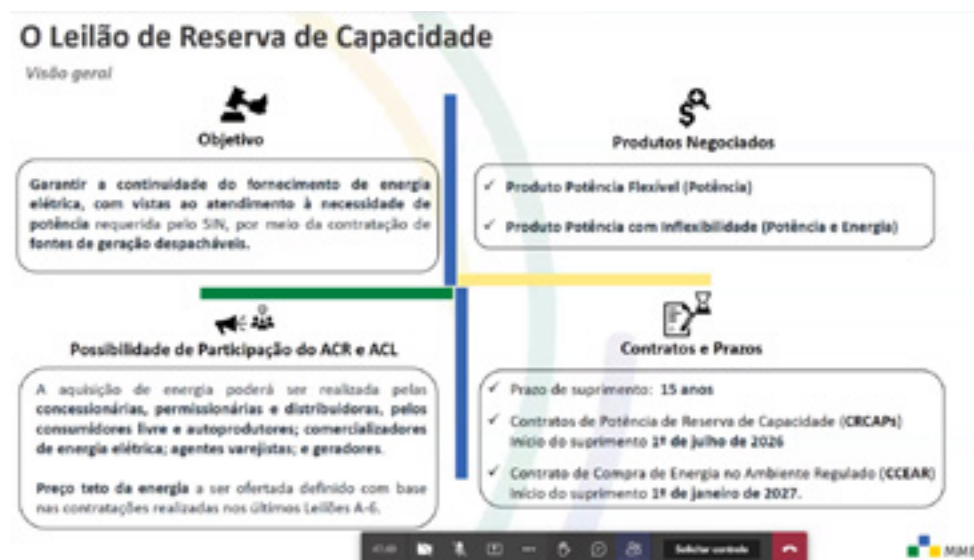 O Leilão de Reserva de Capacidade
Visão geral
Objetivo
Garantir a continuidade do fornecimento de energia
elétrica, com vistas ao atendimento à necessidade de
potência requerida pelo SIN, por meio da contratação de
fontes de geração despacháveis.
Produtos Negociados
✓ Produto Potência Flexível (Potência)
✓ Produto Potência com Inflexibilidade (Potência e Energia)
Possibilidade de Participação do ACR e ACL
A aquisição de energia poderá ser realizada pelas
concessionárias, permissionárias e distribuidoras, pelos
consumidores livre e autoprodutores; comercializadores
de energia elétrica; agentes varejistas; e geradores.
Preço teto da energia a ser ofertada definido com base
nas contratações realizadas nos últimos Leilões A-6.
Contratos e Prazos
✓ Prazo de suprimento: 15 anos
✓ Contratos de Potência de Reserva de Capacidade (CRCAPs)
Início do suprimento 1º de julho de 2026
✓ Contrato de Compra de Energia no Ambiente Regulado (CCEAR)
Início do suprimento 1º de janeiro de 2027.
Solicitar controle